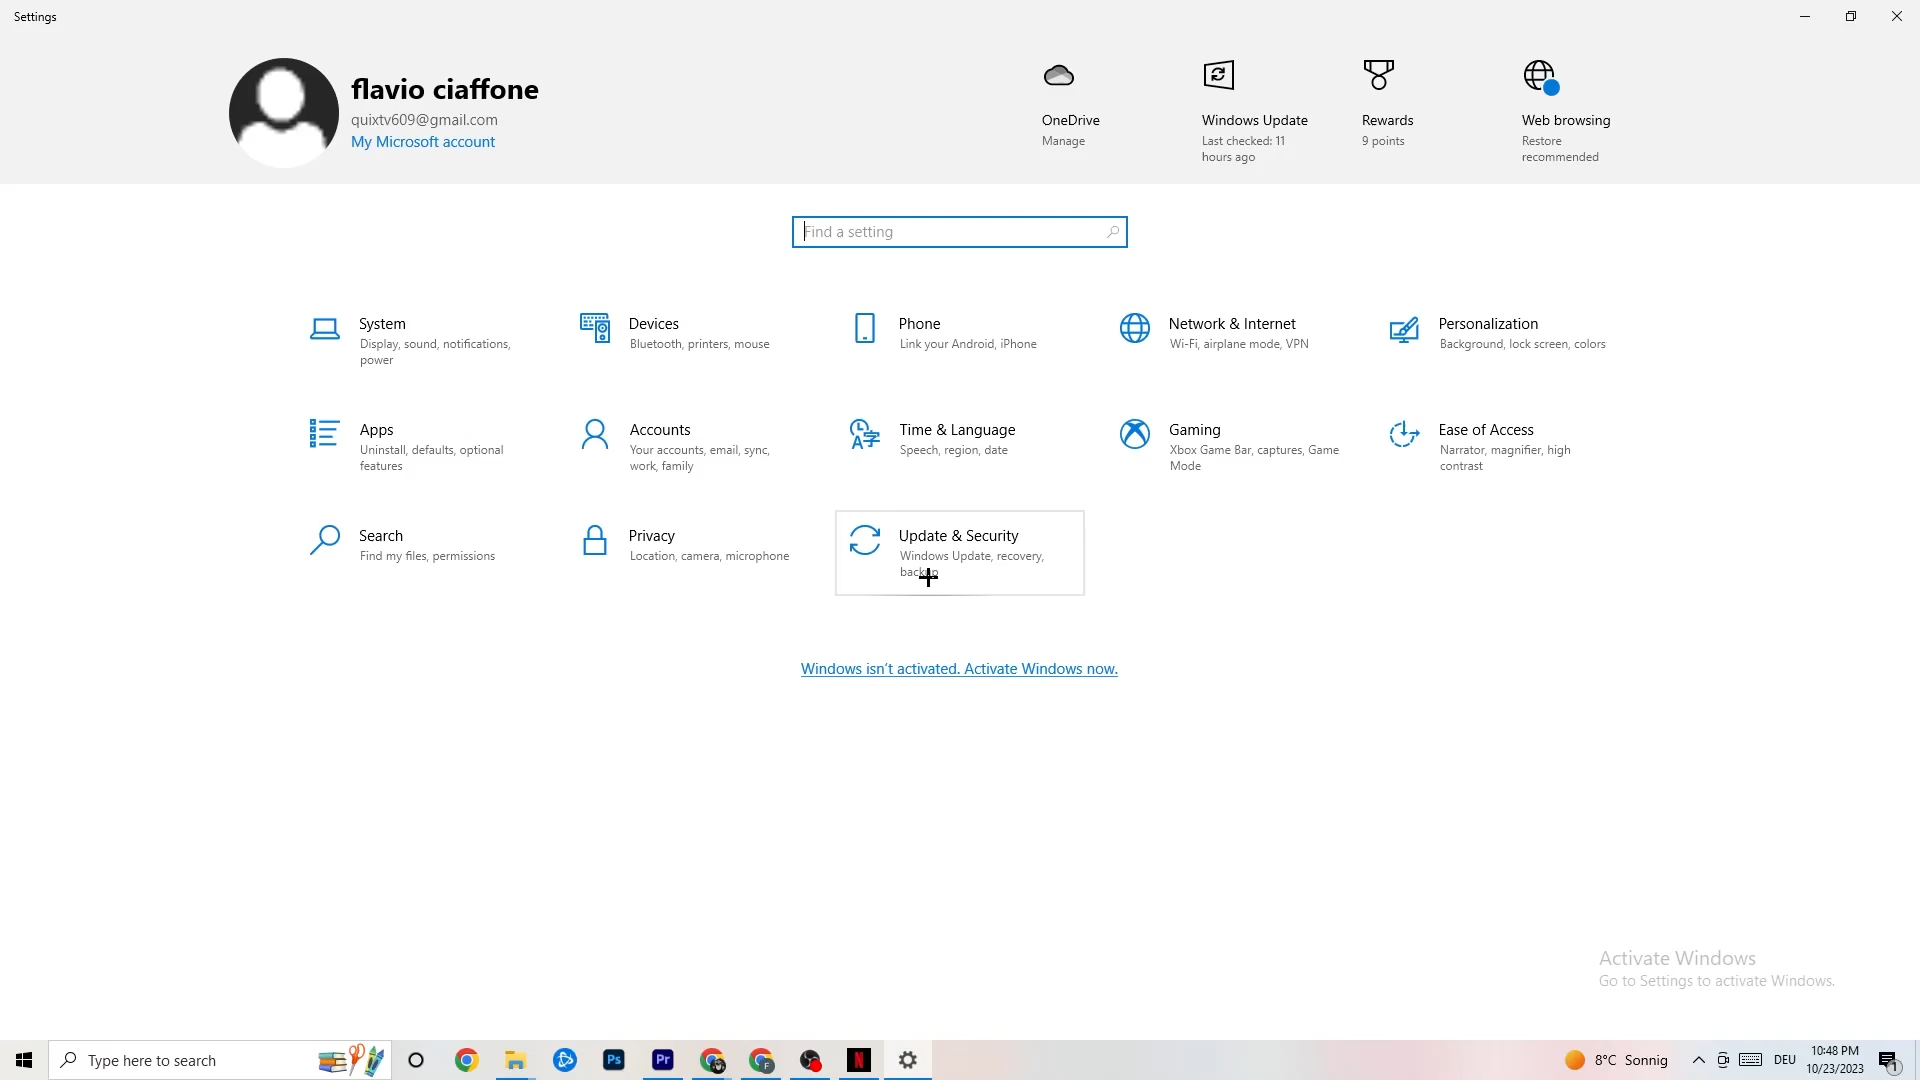 Settings
flavio ciaffone
quixtv609@gmail.com
My Microsoft account
OneDrive
Manage
Windows Update
Last checked: 11
hours ago
Rewards
9 points
Web browsing
Restore
recommended
Find a setting
System
Display, sound, notifications,
power
Devices
Bluetooth, printers, mouse
Phone
Link your Android, iPhone
Network & Internet
Wi-Fi, airplane mode, VPN
Personalization
Background, lock screen, colors
Apps
Uninstall, defaults, optional
features
Accounts
Your accounts, email, sync,
work, family
Time & Language
Speech, region, date
Gaming
Xbox Game Bar, captures, Game
Mode
Ease of Access
Narrator, magnifier, high
contrast
Search
Find my files, permissions
Privacy
Location, camera, microphone
Update & Security
Windows Update, recovery,
backup
Windows isn't activated. Activate Windows now.
Activate Windows
Go to Settings to activate Windows.
Type here to search
Ps
Pr
F
N
8°C Sonnig
DEU
10:48 PM
10/23/2023
1